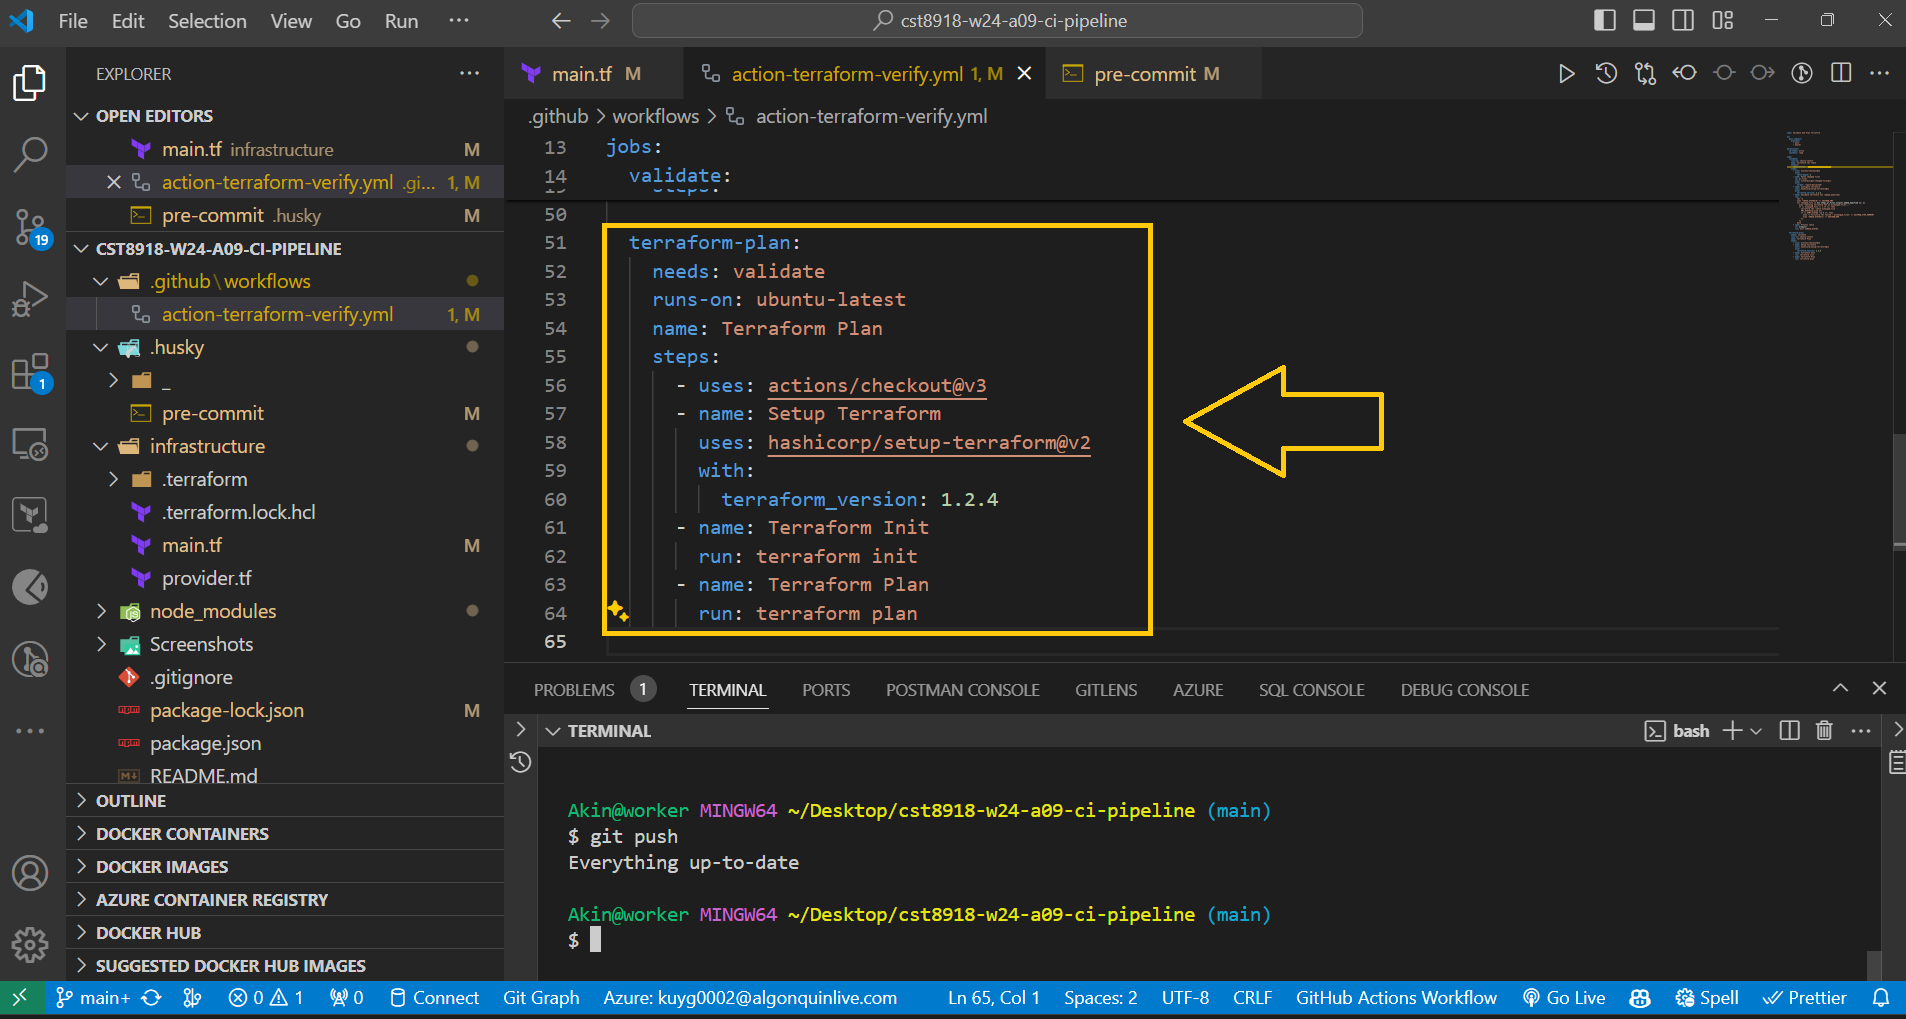 File Edit Selection View Go Run ···
cst8918-w24-a09-ci-pipeline
EXPLORER
OPEN EDITORS
main.tf infrastructure M
action-terraform-verify.yml .gi... 1, M
pre-commit .husky M
CST8918-W24-A09-CI-PIPELINE
.github\workflows
action-terraform-verify.yml 1, M
.husky
_
pre-commit M
infrastructure
.terraform
.terraform.lock.hcl
main.tf M
provider.tf
node_modules
Screenshots
.gitignore
package-lock.json M
package.json
README.md
OUTLINE
DOCKER CONTAINERS
DOCKER IMAGES
AZURE CONTAINER REGISTRY
DOCKER HUB
SUGGESTED DOCKER HUB IMAGES
19
1
main.tf M action-terraform-verify.yml 1, M pre-commit M
.github > workflows > action-terraform-verify.yml
13 jobs:
14 validate:
19 steps:
50
51 terraform-plan:
52 needs: validate
53 runs-on: ubuntu-latest
54 name: Terraform Plan
55 steps:
56 - uses: actions/checkout@v3
57 - name: Setup Terraform
58 uses: hashicorp/setup-terraform@v2
59 with:
60 terraform_version: 1.2.4
61 - name: Terraform Init
62 run: terraform init
63 - name: Terraform Plan
64 run: terraform plan
65
PROBLEMS 1 TERMINAL PORTS POSTMAN CONSOLE GITLENS AZURE SQL CONSOLE DEBUG CONSOLE
TERMINAL bash
Akin@worker MINGW64 ~/Desktop/cst8918-w24-a09-ci-pipeline (main)
$ git push
Everything up-to-date
Akin@worker MINGW64 ~/Desktop/cst8918-w24-a09-ci-pipeline (main)
$
main+ 0 1 0 Connect Git Graph Azure: kuyg0002@algonquinlive.com Ln 65, Col 1 Spaces: 2 UTF-8 CRLF GitHub Actions Workflow Go Live Spell Prettier